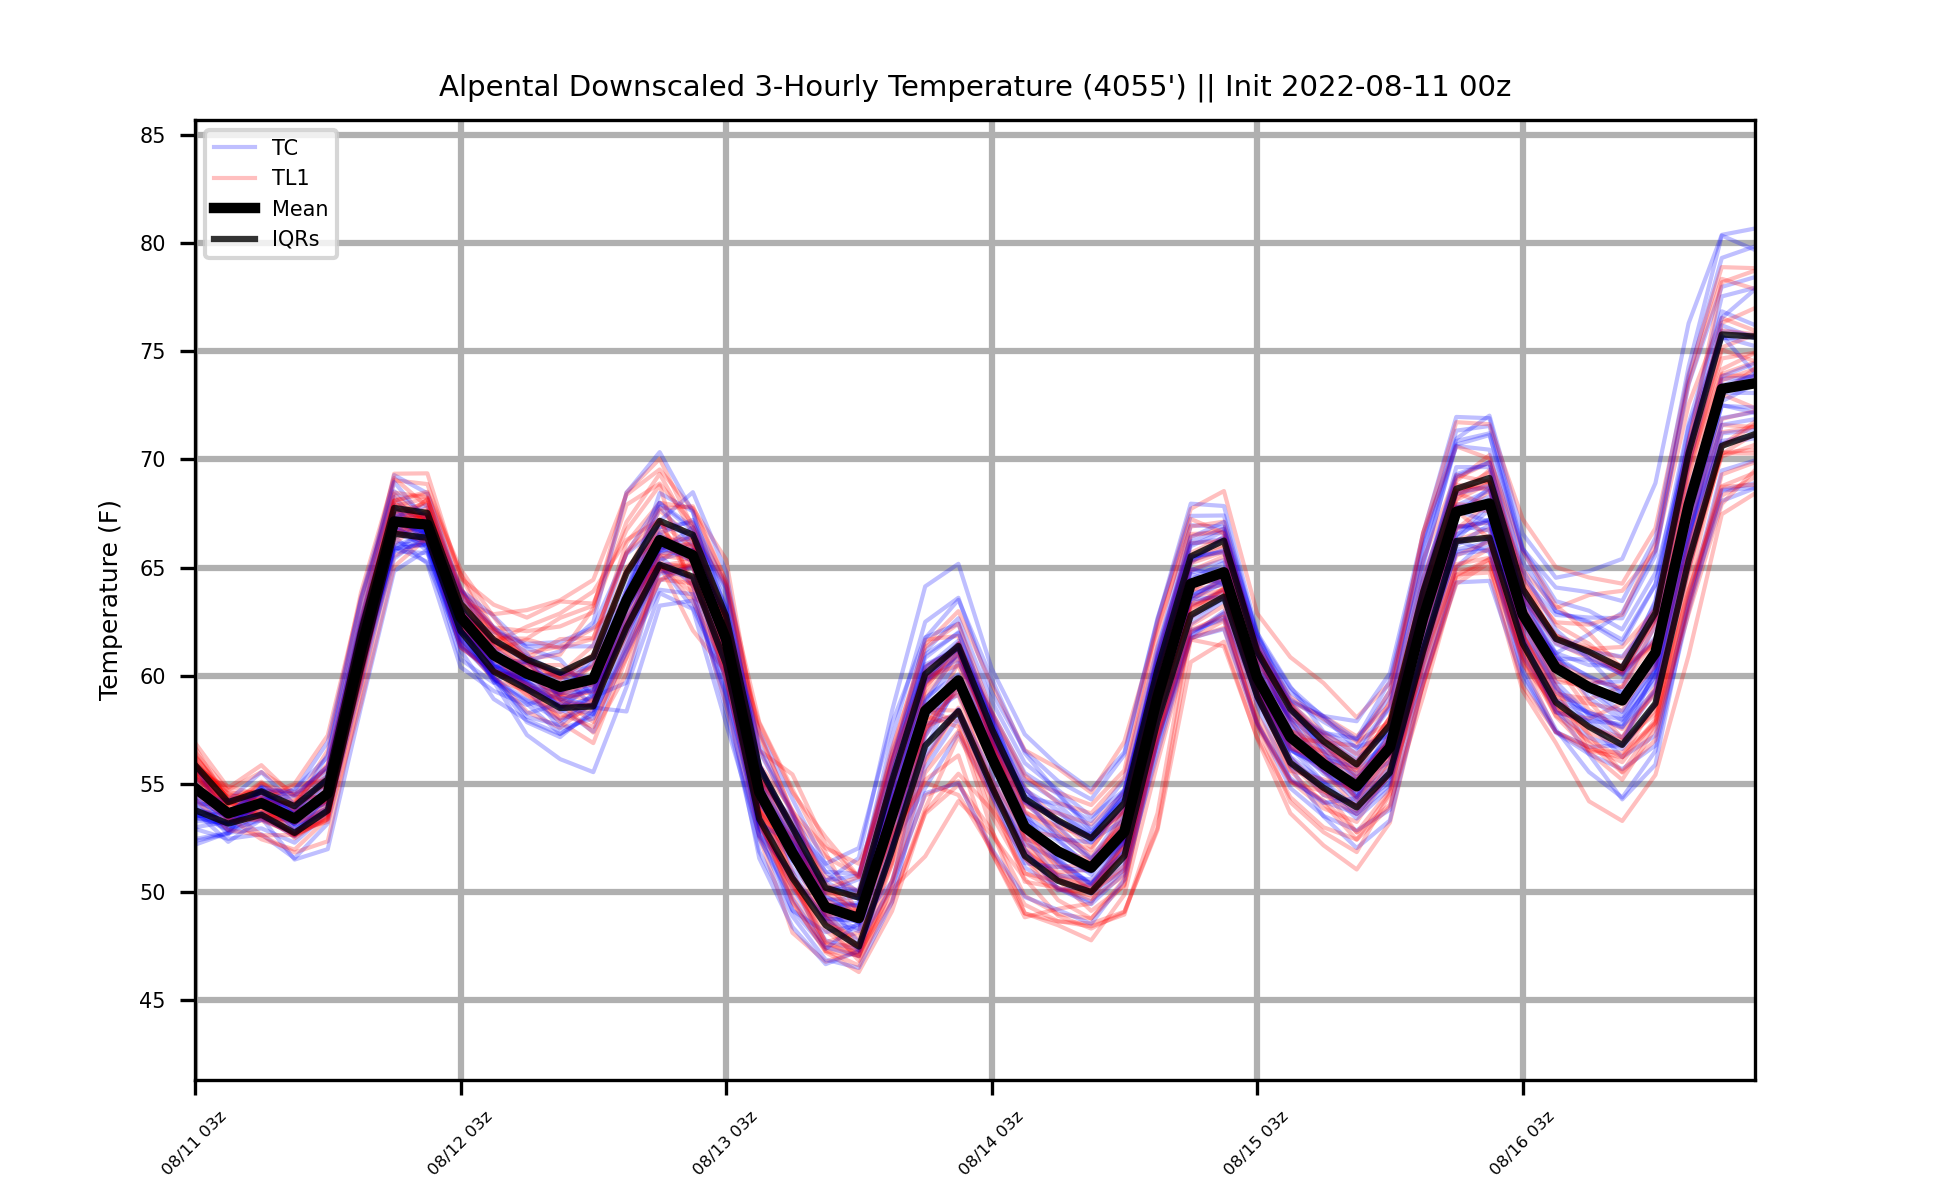 Alpental Downscaled 3-Hourly Temperature (4055') || Init 2022-08-11 00z
TC
TL1
Mean
IQRs
Temperature (F)
85
80
75
70
65
60
55
50
45
08/11 03z
08/12 03z
08/13 03z
08/14 03z
08/15 03z
08/16 03z